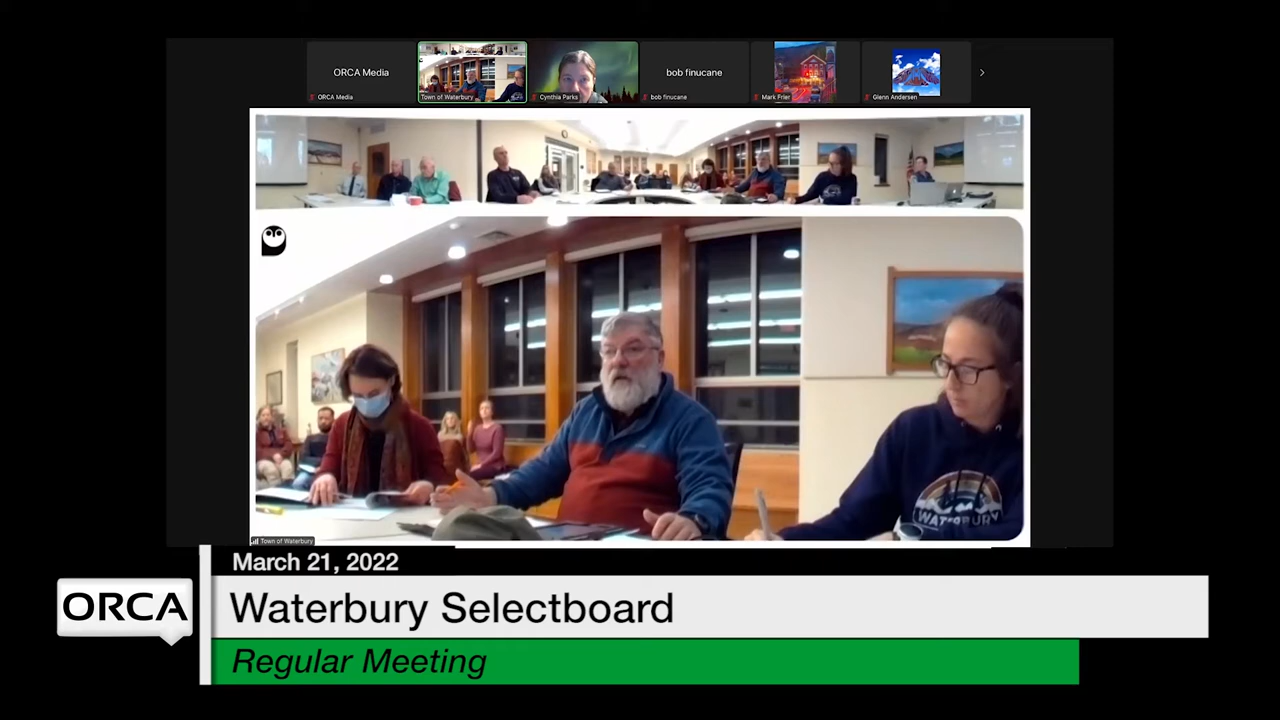 ORCA Media
bob finucane
ORCA Media
Town of Waterbury
Cynthia Parks
bob finucane
Mark Frier
Glenn Andersen
WATERBURY
Town of Waterbury
March 21, 2022
ORCA
Waterbury Selectboard
Regular Meeting